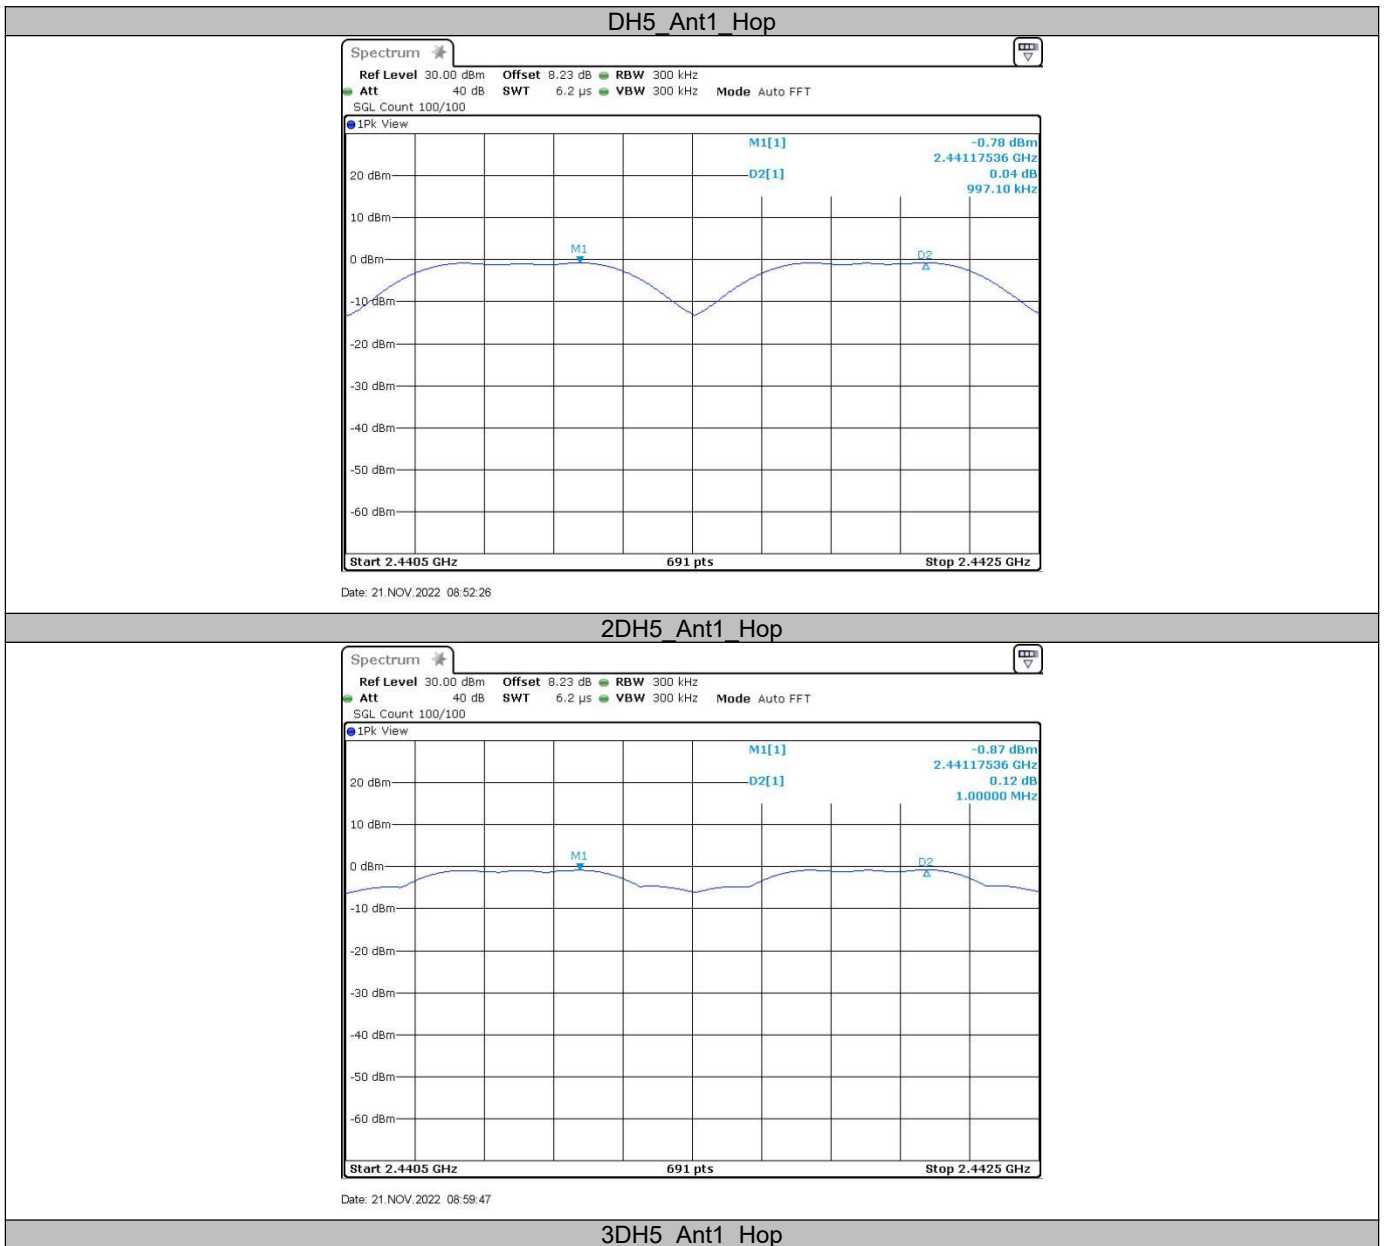 DH5_Ant1_Hop
Spectrum
Ref Level 30.00 dBm Offset 8.23 dB RBW 300 kHz
Att 40 dB SWT 6.2 µs VBW 300 kHz Mode Auto FFT
SGL Count 100/100
1Pk View
M1[1] -0.78 dBm
2.44117536 GHz
20 dBm D2[1] 0.04 dB
997.10 kHz
10 dBm
M1
0 dBm D2
-10 dBm
-20 dBm
-30 dBm
-40 dBm
-50 dBm
-60 dBm
Start 2.4405 GHz 691 pts Stop 2.4425 GHz
Date: 21.NOV.2022 08:52:26
2DH5_Ant1_Hop
Spectrum
Ref Level 30.00 dBm Offset 8.23 dB RBW 300 kHz
Att 40 dB SWT 6.2 µs VBW 300 kHz Mode Auto FFT
SGL Count 100/100
1Pk View
M1[1] -0.87 dBm
2.44117536 GHz
20 dBm D2[1] 0.12 dB
1.00000 MHz
10 dBm
M1
0 dBm D2
-10 dBm
-20 dBm
-30 dBm
-40 dBm
-50 dBm
-60 dBm
Start 2.4405 GHz 691 pts Stop 2.4425 GHz
Date: 21.NOV.2022 08:59:47
3DH5_Ant1_Hop